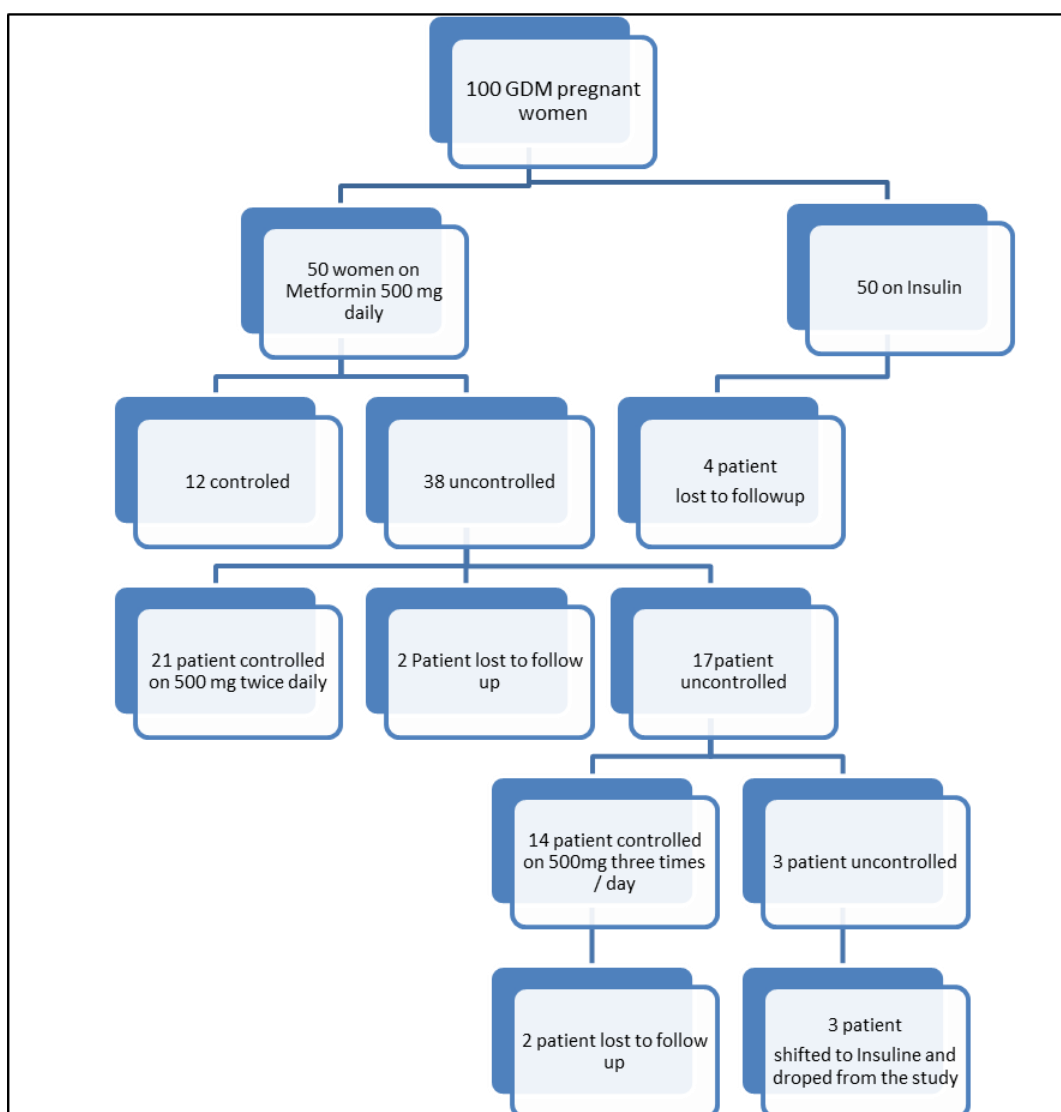 100 GDM pregnant
women
50 women on
Metformin 500 mg
daily
50 on Insulin
12 controled
38 uncontrolled
4 patient
lost to followup
21 patient controlled
on 500 mg twice daily
2 Patient lost to follow
up
17patient
uncontrolled
14 patient controlled
on 500mg three times
/ day
3 patient uncontrolled
2 patient lost to follow
up
3 patient
shifted to Insuline and
droped from the study